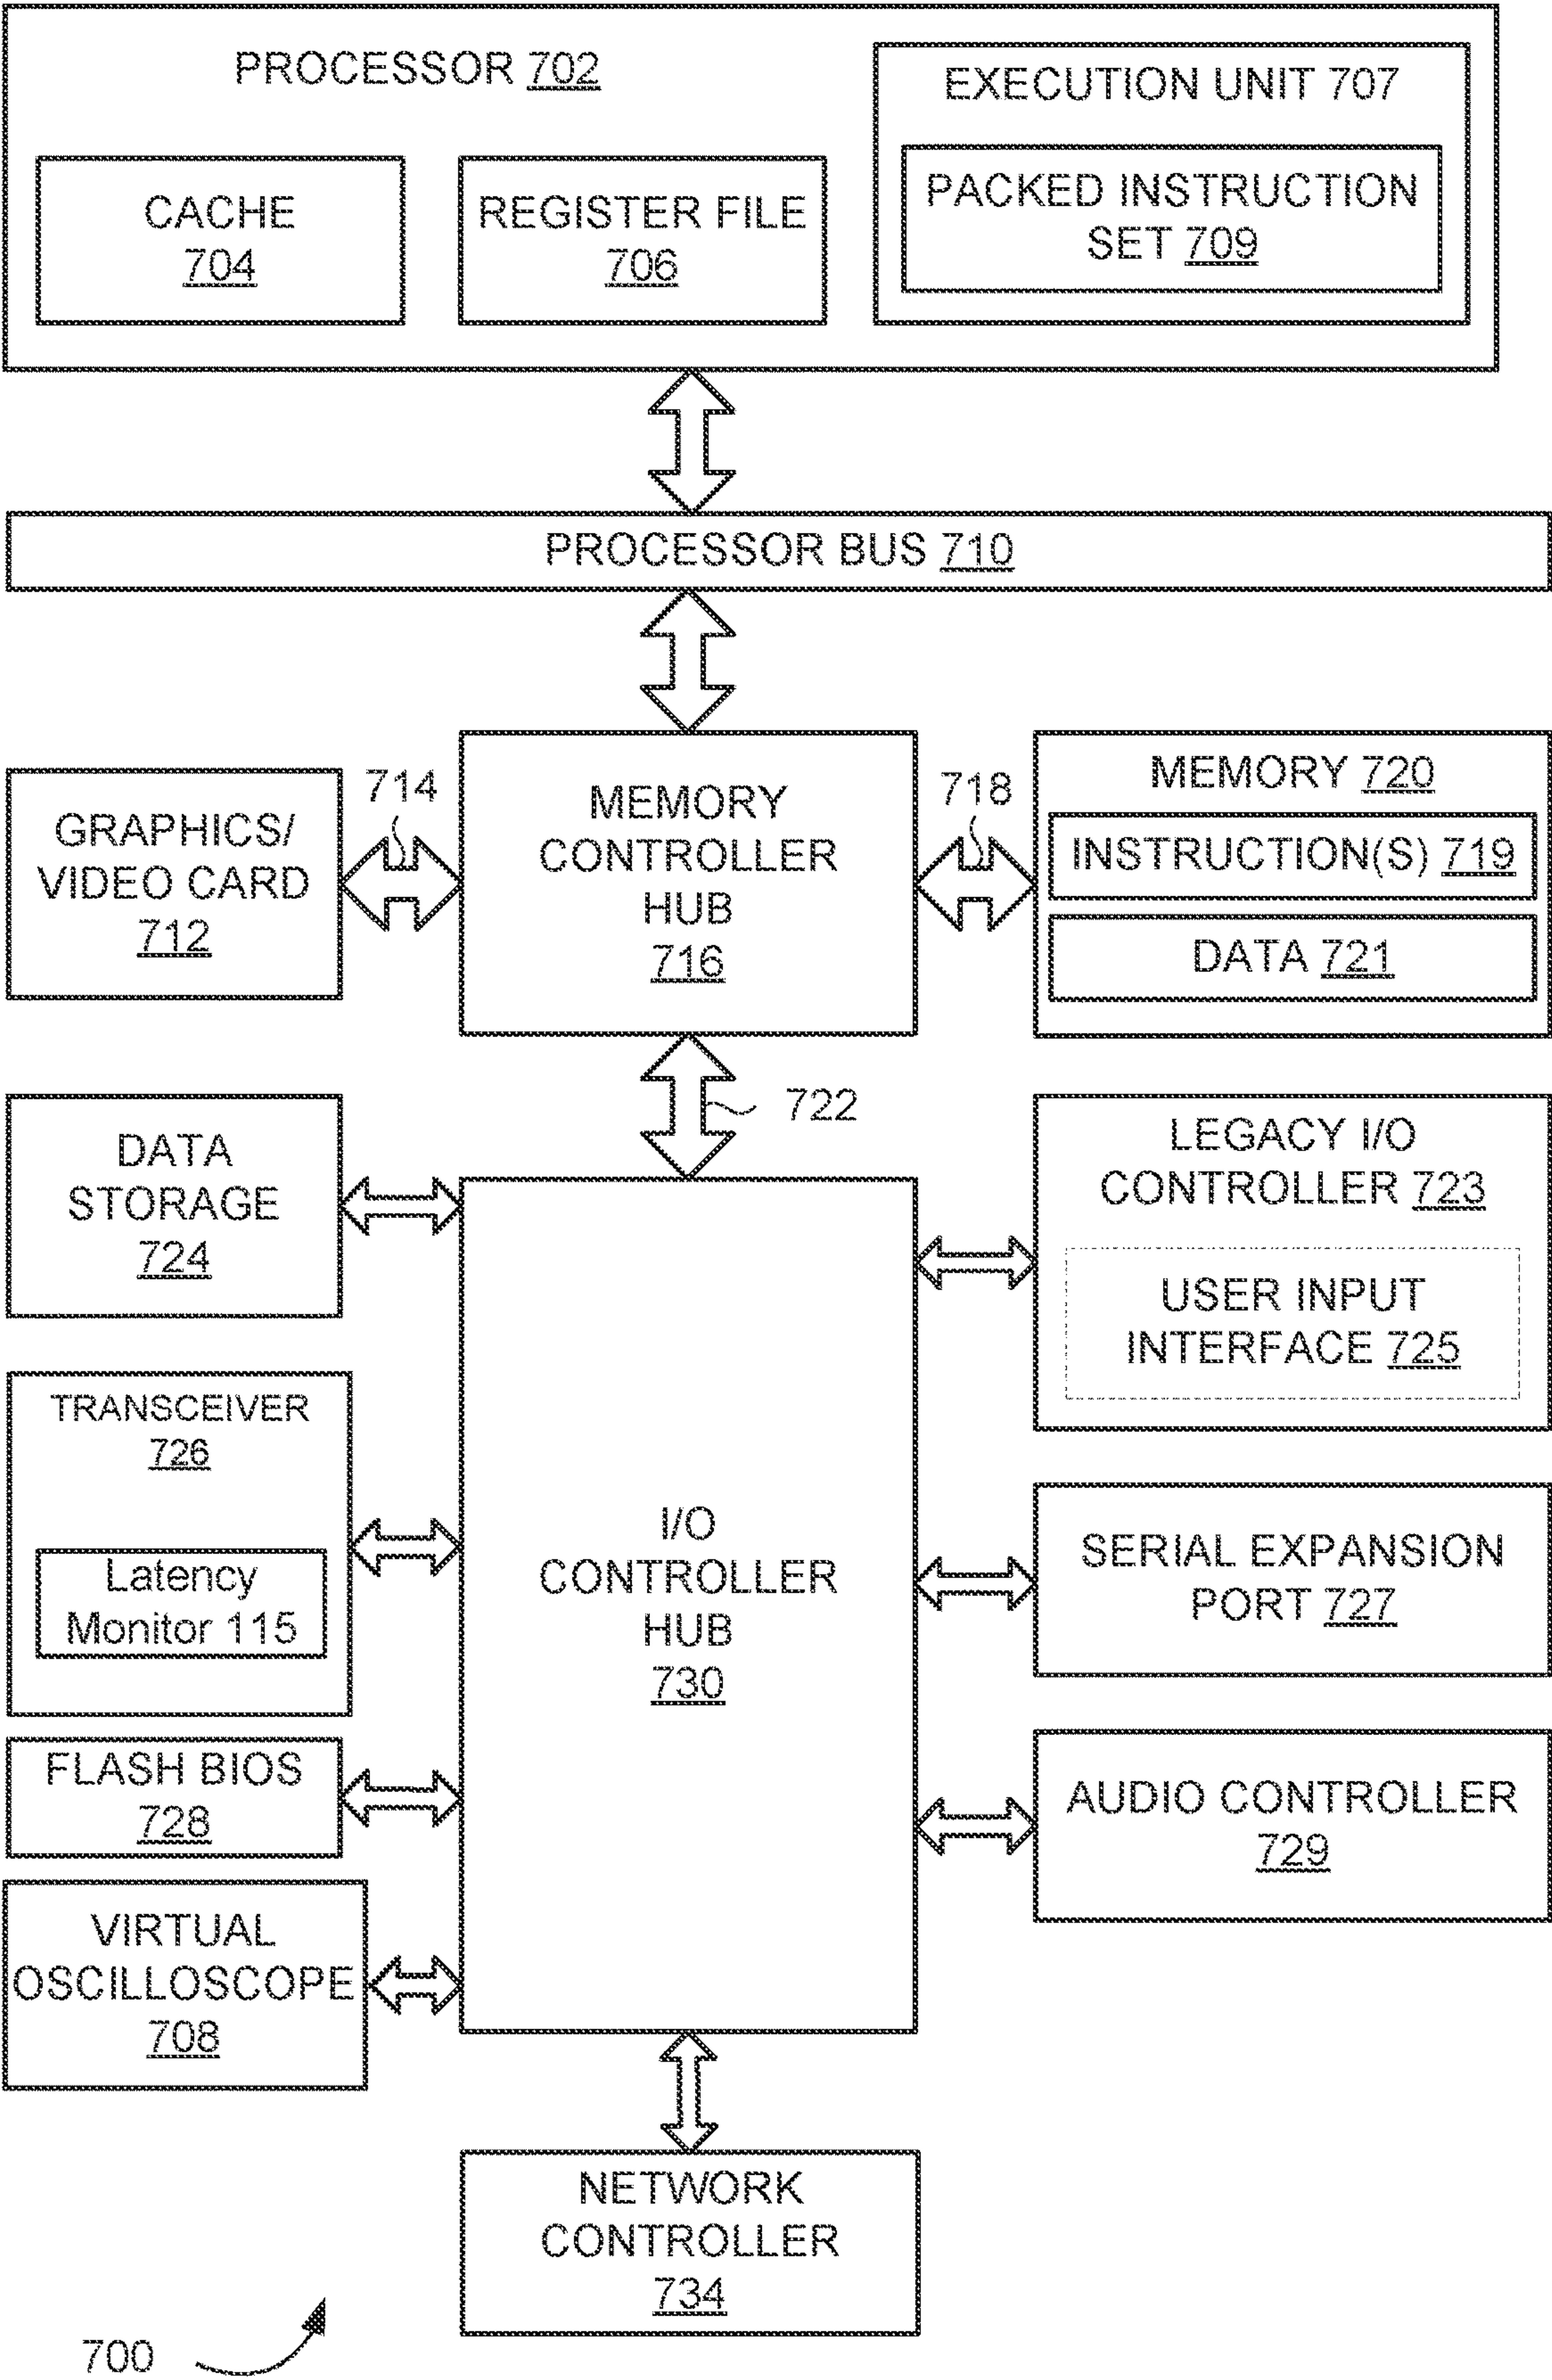 PROCESSOR 702
CACHE
704
REGISTER FILE
706
EXECUTION UNIT 707
PACKED INSTRUCTION
SET 709
PROCESSOR BUS 710
GRAPHICS/
VIDEO CARD
712
714
MEMORY
CONTROLLER
HUB
716
718
MEMORY 720
INSTRUCTION(S) 719
DATA 721
722
DATA
STORAGE
724
LEGACY I/O
CONTROLLER 723
USER INPUT
INTERFACE 725
TRANSCEIVER
726
Latency
Monitor 115
I/O
CONTROLLER
HUB
730
SERIAL EXPANSION
PORT 727
FLASH BIOS
728
AUDIO CONTROLLER
729
VIRTUAL
OSCILLOSCOPE
708
NETWORK
CONTROLLER
734
700